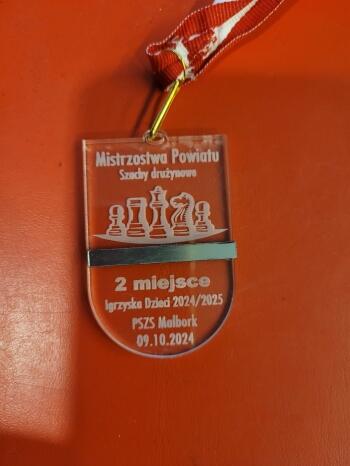 Mistrzostwa Powiatu
Szachy drużynowe
2 miejsce
Igrzyska Dzieci 2024/2025
PSZS Malbork
09.10.2024